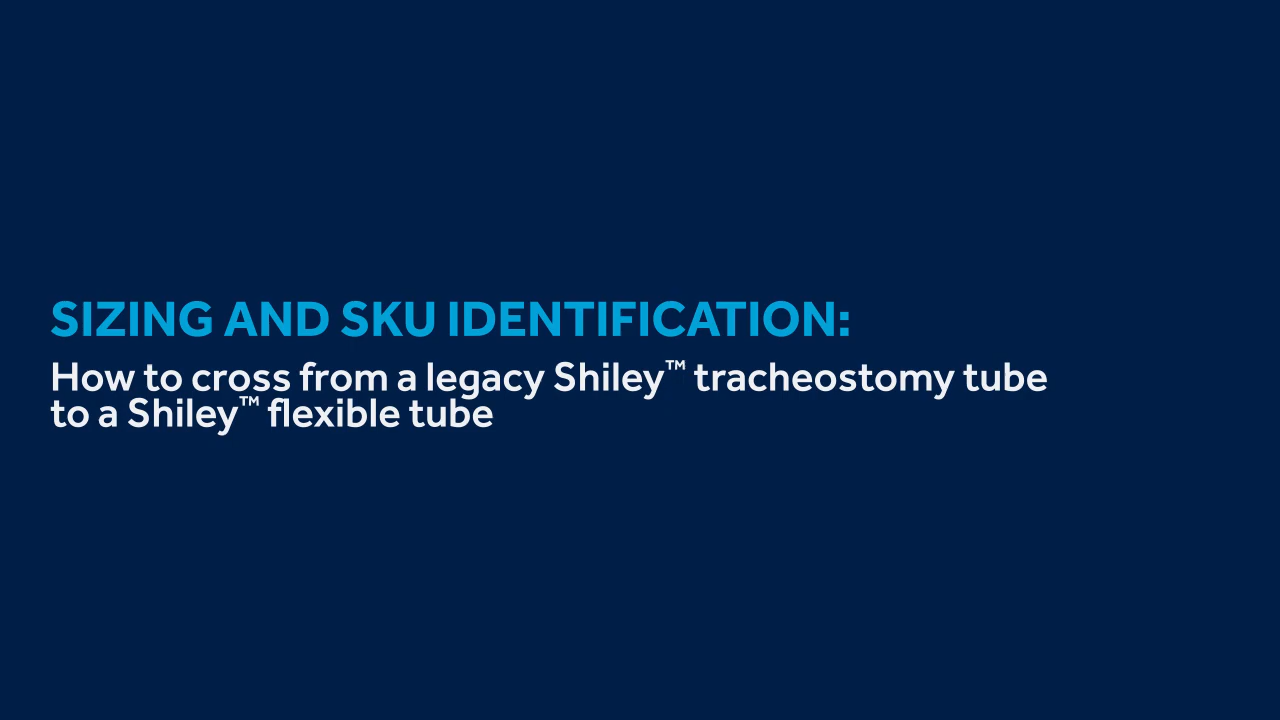 SIZING AND SKU IDENTIFICATION:
How to cross from a legacy Shiley™ tracheostomy tube
to a Shiley™ flexible tube